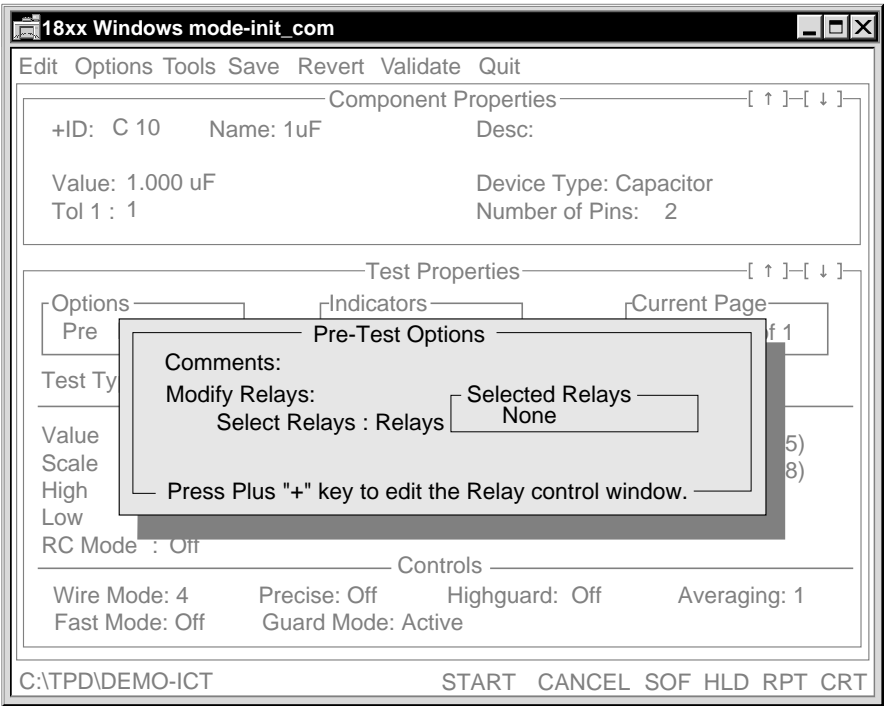 18xx Windows mode-init_com
Edit Options Tools Save Revert Validate Quit
Component Properties [ ↑ ] [ ↓ ]
+ID: C 10 Name: 1uF Desc:
Value: 1.000 uF Device Type: Capacitor
Tol 1 : 1 Number of Pins: 2
Test Properties [ ↑ ] [ ↓ ]
Options Indicators Current Page
Pre of 1
Pre-Test Options
Comments:
Modify Relays: Selected Relays
Select Relays : Relays None
Press Plus "+" key to edit the Relay control window.
Test Ty
Value 5)
Scale 8)
High
Low
RC Mode : Off
Controls
Wire Mode: 4 Precise: Off Highguard: Off Averaging: 1
Fast Mode: Off Guard Mode: Active
C:\TPD\DEMO-ICT START CANCEL SOF HLD RPT CRT